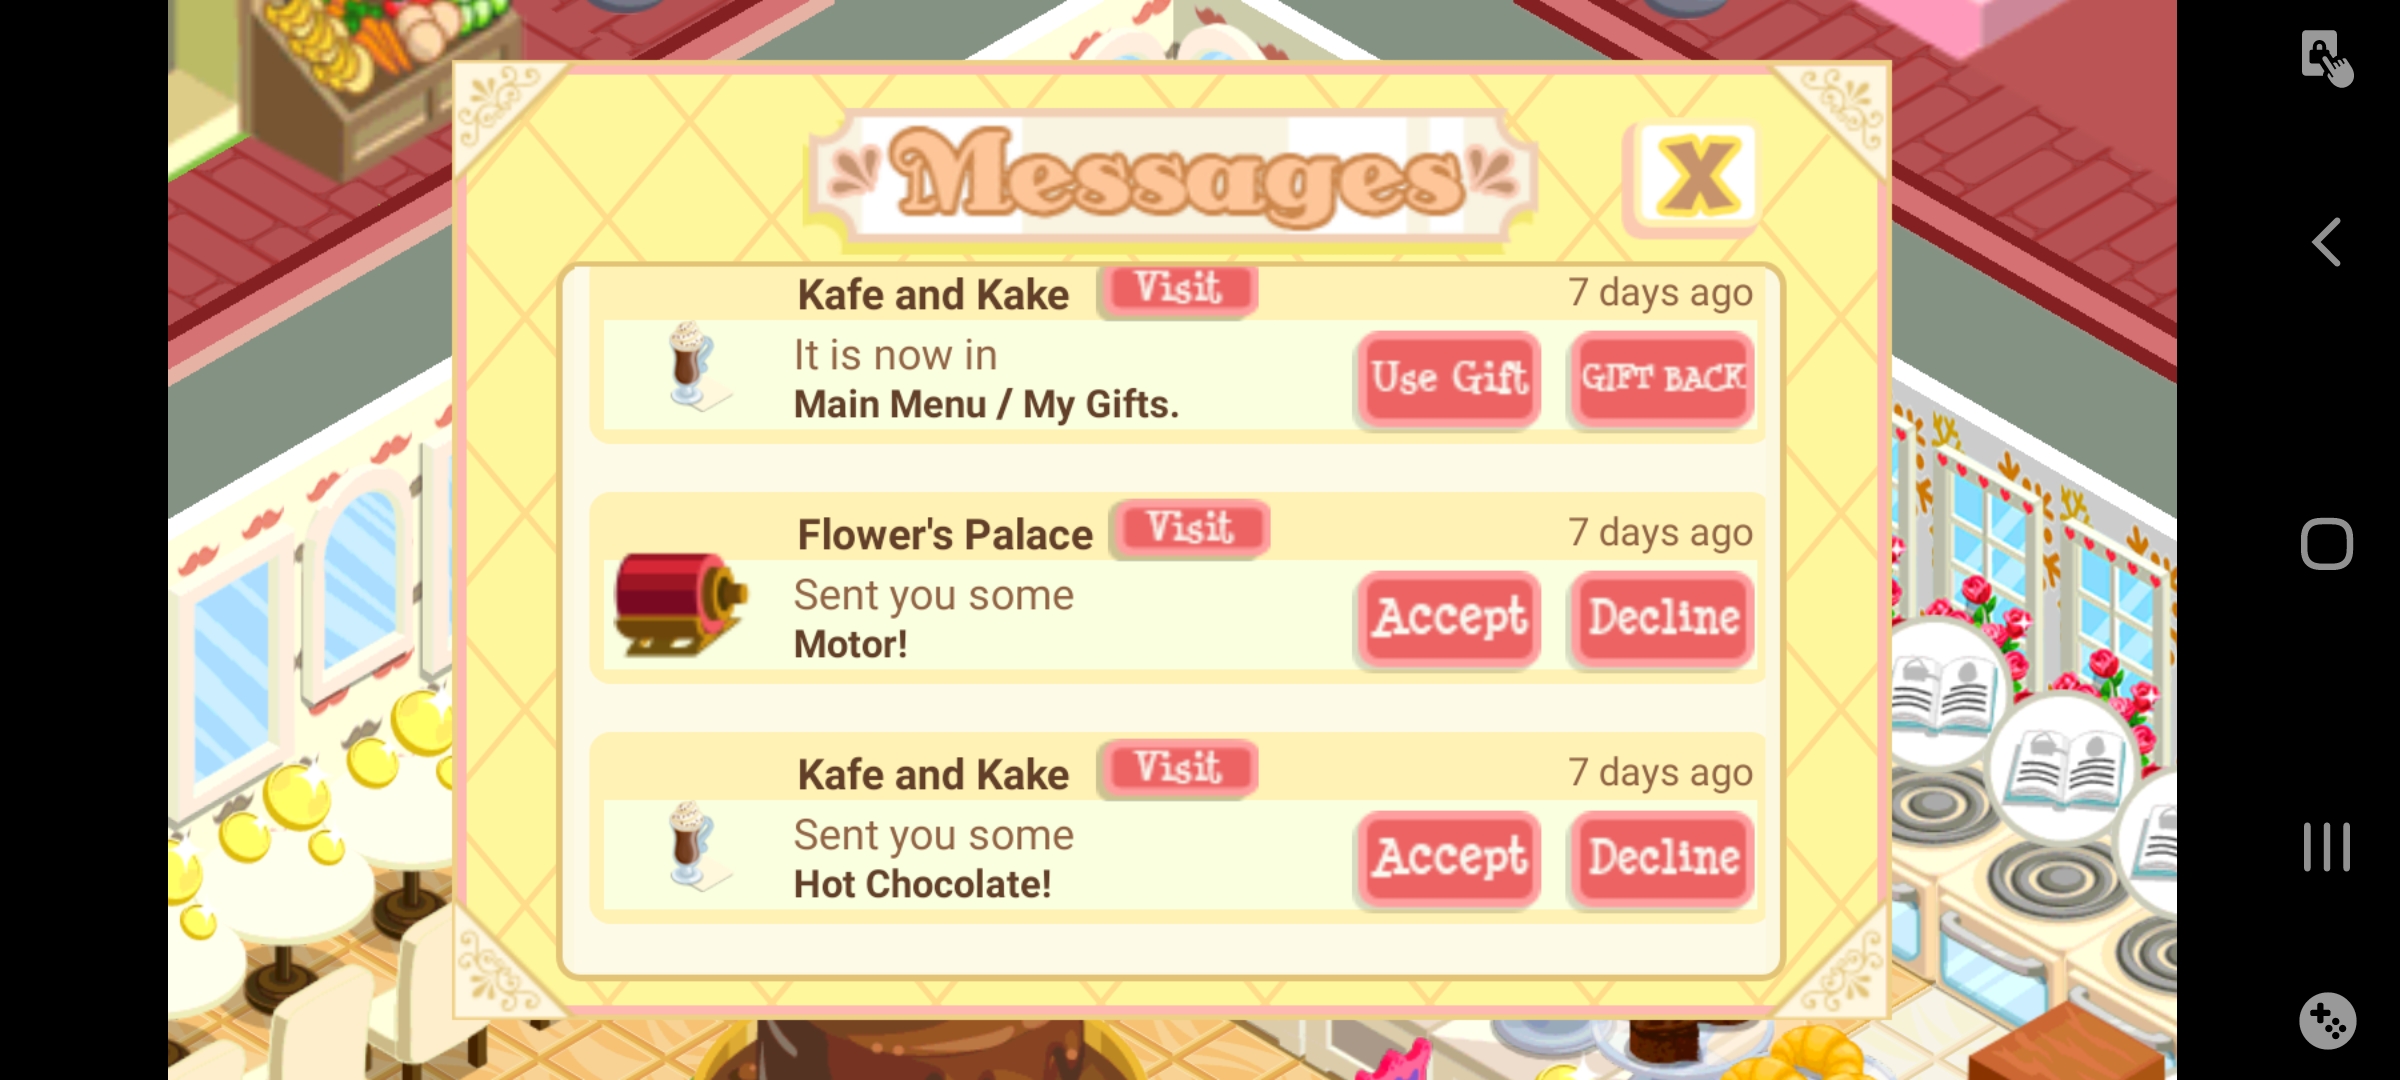 Messages
X
Kafe and Kake
Visit
7 days ago
It is now in
Main Menu / My Gifts.
Use Gift
GIFT BACK
Flower's Palace
Visit
7 days ago
Sent you some
Motor!
Accept
Decline
Kafe and Kake
Visit
7 days ago
Sent you some
Hot Chocolate!
Accept
Decline